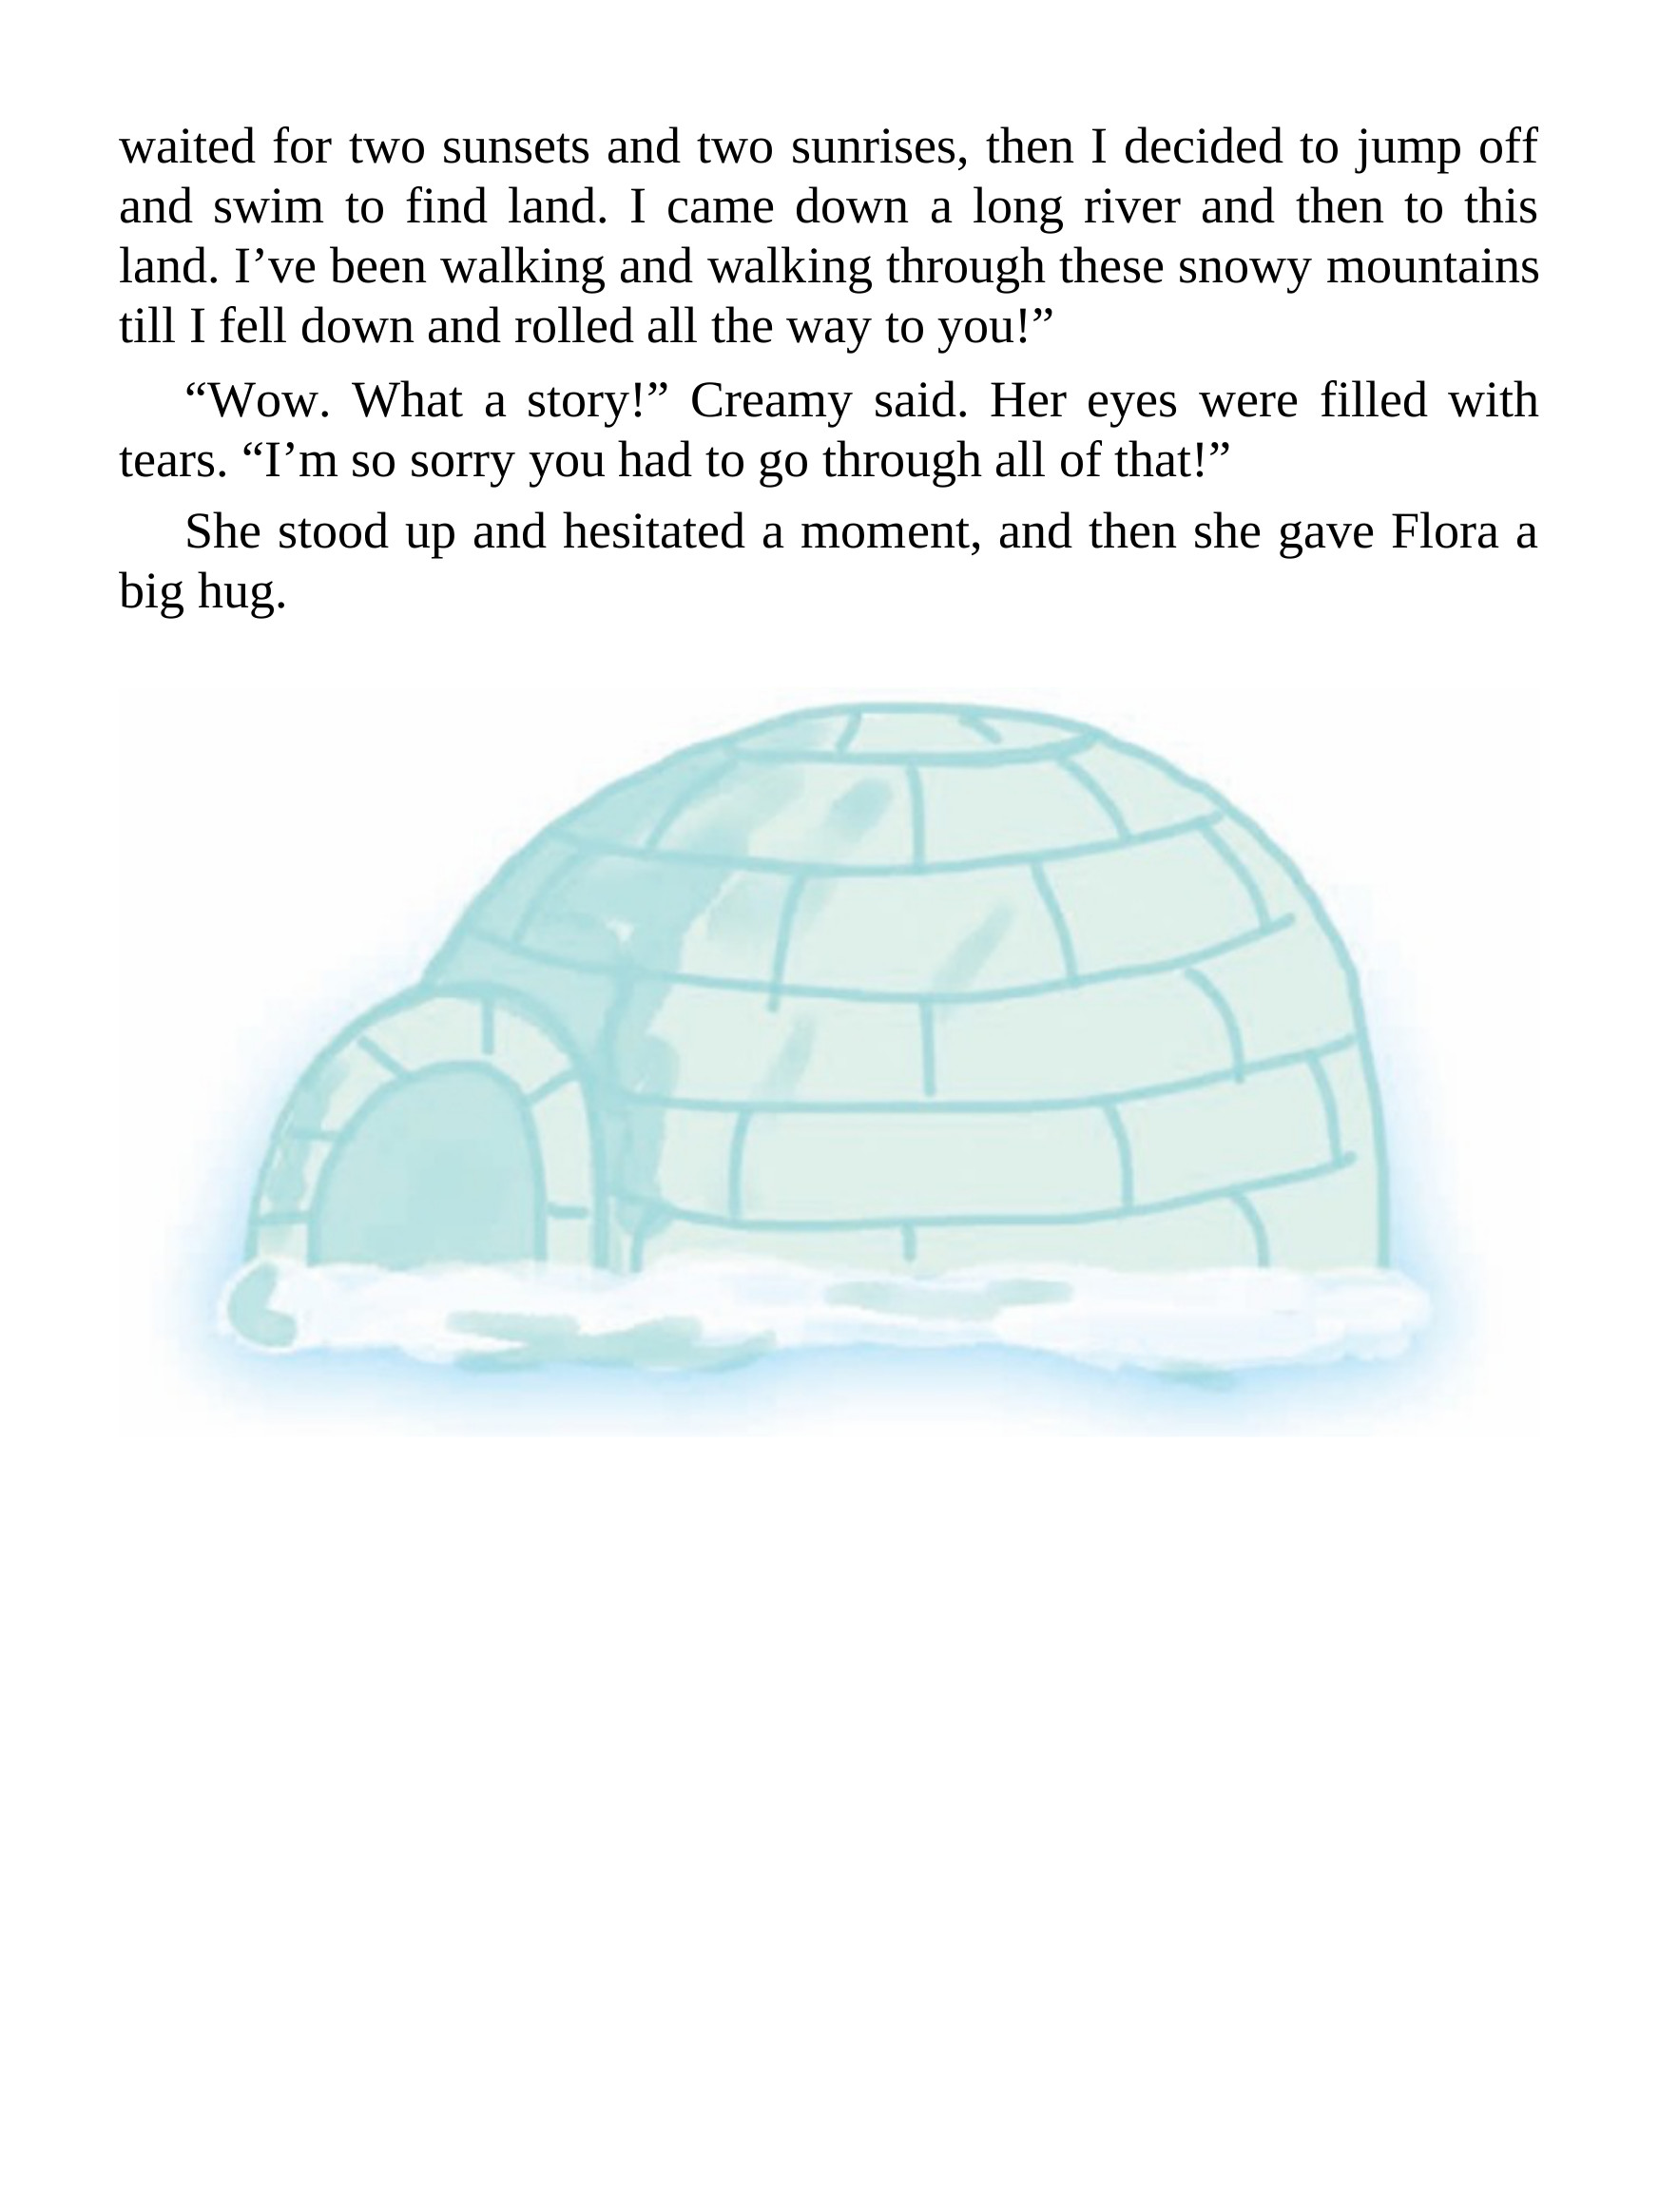 waited for two sunsets and two sunrises, then I decided to jump off
and swim to find land. I came down a long river and then to this
land. I’ve been walking and walking through these snowy mountains
till I fell down and rolled all the way to you!”
“Wow. What a story!” Creamy said. Her eyes were filled with
tears. “I’m so sorry you had to go through all of that!”
She stood up and hesitated a moment, and then she gave Flora a
big hug.